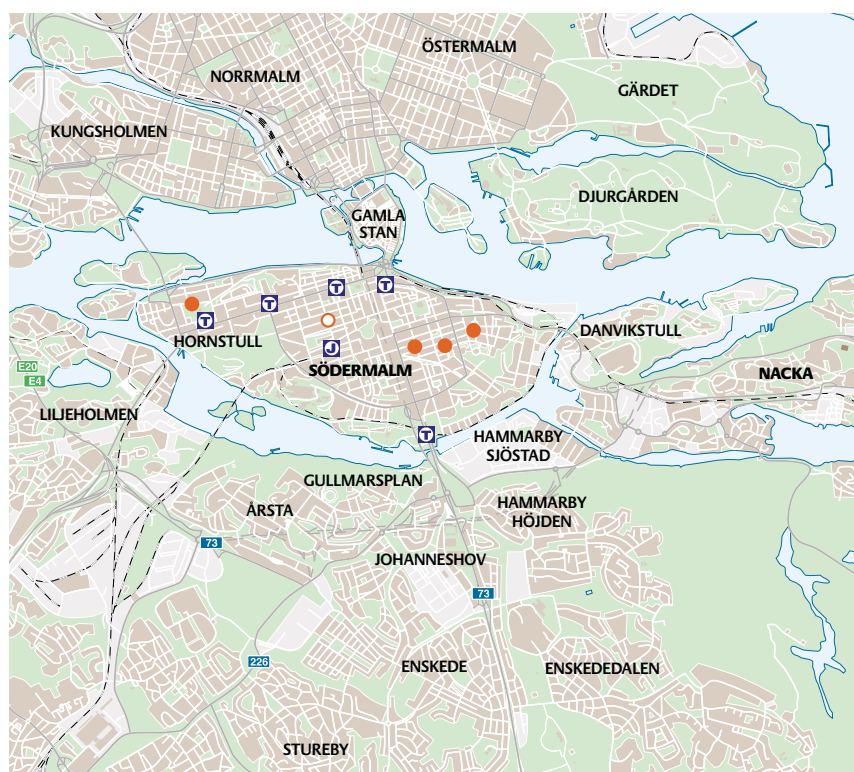 ÖSTERMALM
NORRMALM
GÄRDET
KUNGSHOLMEN
DJURGÅRDEN
GAMLA
STAN
T
T
T
T
HORNSTULL
DANVIKSTULL
J
SÖDERMALM
E20
E4
NACKA
LILJEHOLMEN
T
HAMMARBY
SJÖSTAD
GULLMARSPLAN
ÅRSTA
HAMMARBY
HÖJDEN
73
JOHANNESHOV
73
226
ENSKEDE
ENSKEDEDALEN
STUREBY